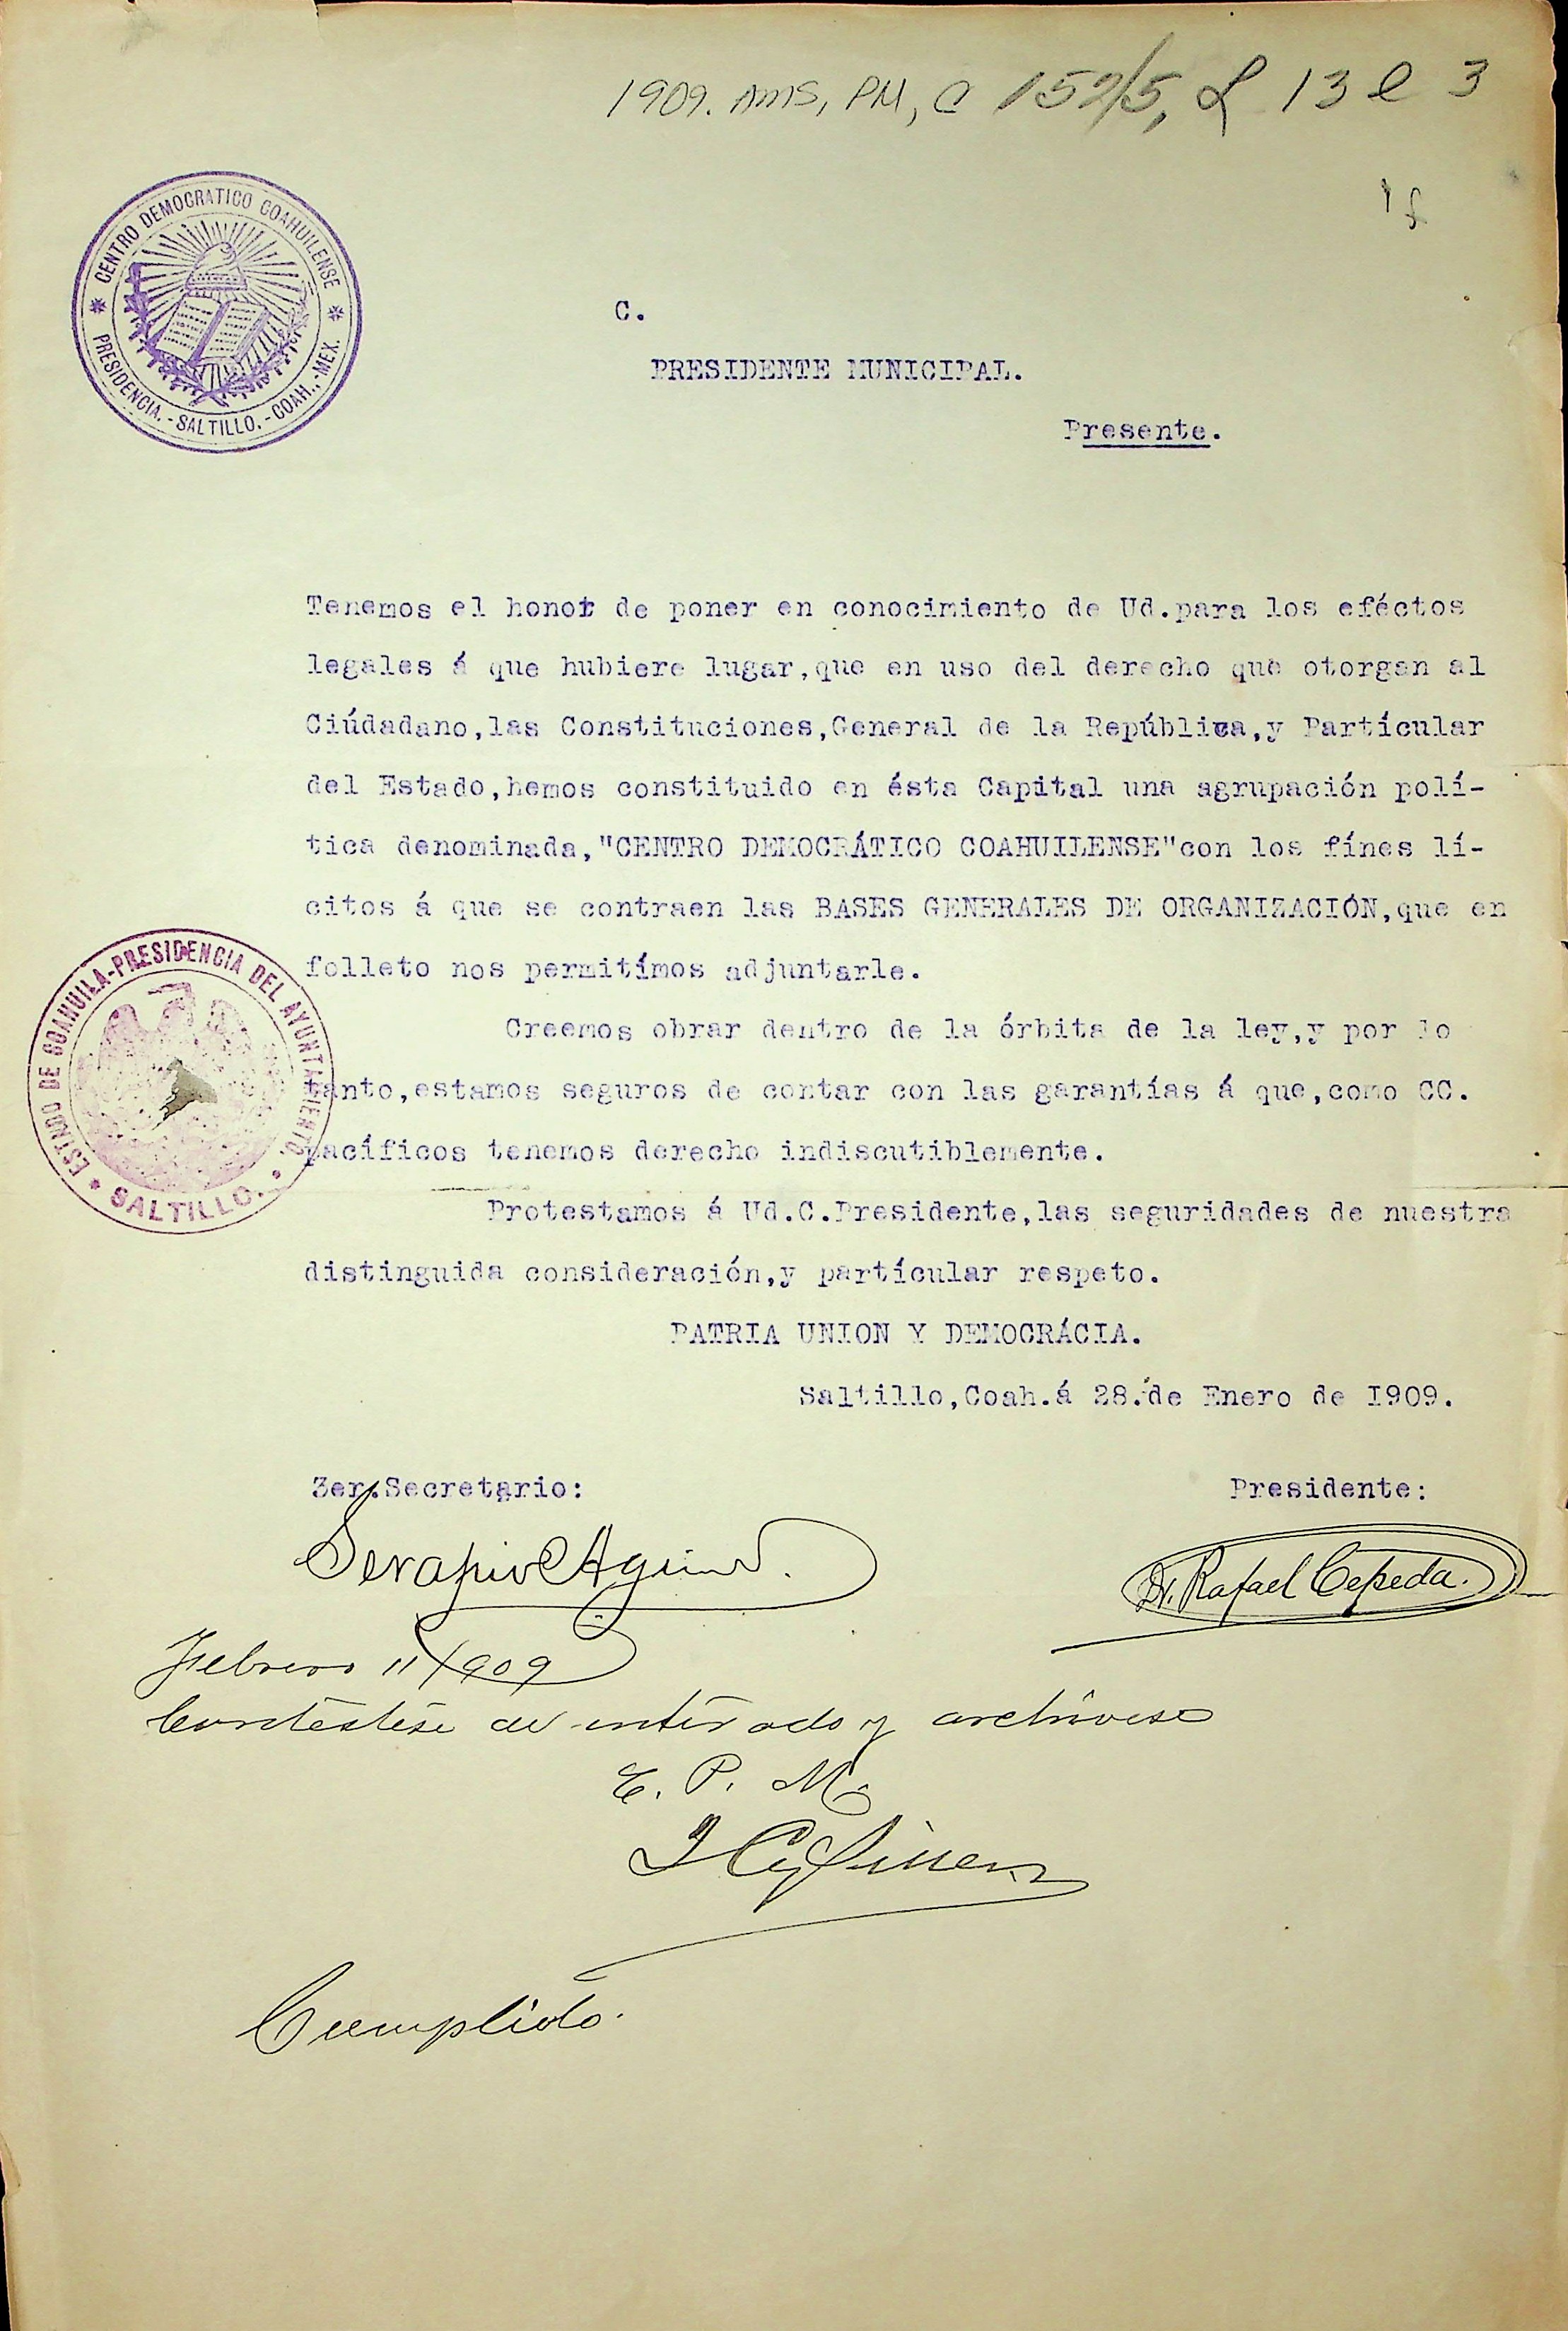 1909. AMS, PM, C 152/5, L 13 e 3
1 f
CENTRO DEMOCRATICO COAHUILENSE
PRESIDENCIA.-SALTILLO.-COAH., MEX.
C.
PRESIDENTE MUNICIPAL.
Presente.
Tenemos el honor de poner en conocimiento de Ud.para los eféctos
legales á que hubiere lugar,que en uso del derecho que otorgan al
Ciúdadano,las Constituciones,General de la República,y Partícular
del Estado,hemos constituido en ésta Capital una agrupación polí-
tica denominada,"CENTRO DEMOCRÁTICO COAHUILENSE"con los fínes lí-
citos á que se contraen las BASES GENERALES DE ORGANIZACIÓN,que en
folleto nos permitímos adjuntarle.
ESTADO DE COAHUILA-PRESIDENCIA DEL AYUNTAMIENTO.
SALTILLO.
Creemos obrar dentro de la órbita de la ley,y por lo
tanto,estamos seguros de contar con las garantías á que,como CC.
pacíficos tenemos derecho indiscutiblemente.
Protestamos á Ud.C.Presidente,las seguridades de nuestra
distinguida consideración,y partícular respeto.
PATRIA UNION Y DEMOCRÁCIA.
Saltillo,Coah.á 28.de Enero de I909.
3er.Secretario:
Presidente:
Serapio Aguirre.
Dr. Rafael Cepeda.
Febrero 11/909
Contéstese de enterado y archívese
E. P. M.
Cumplido.